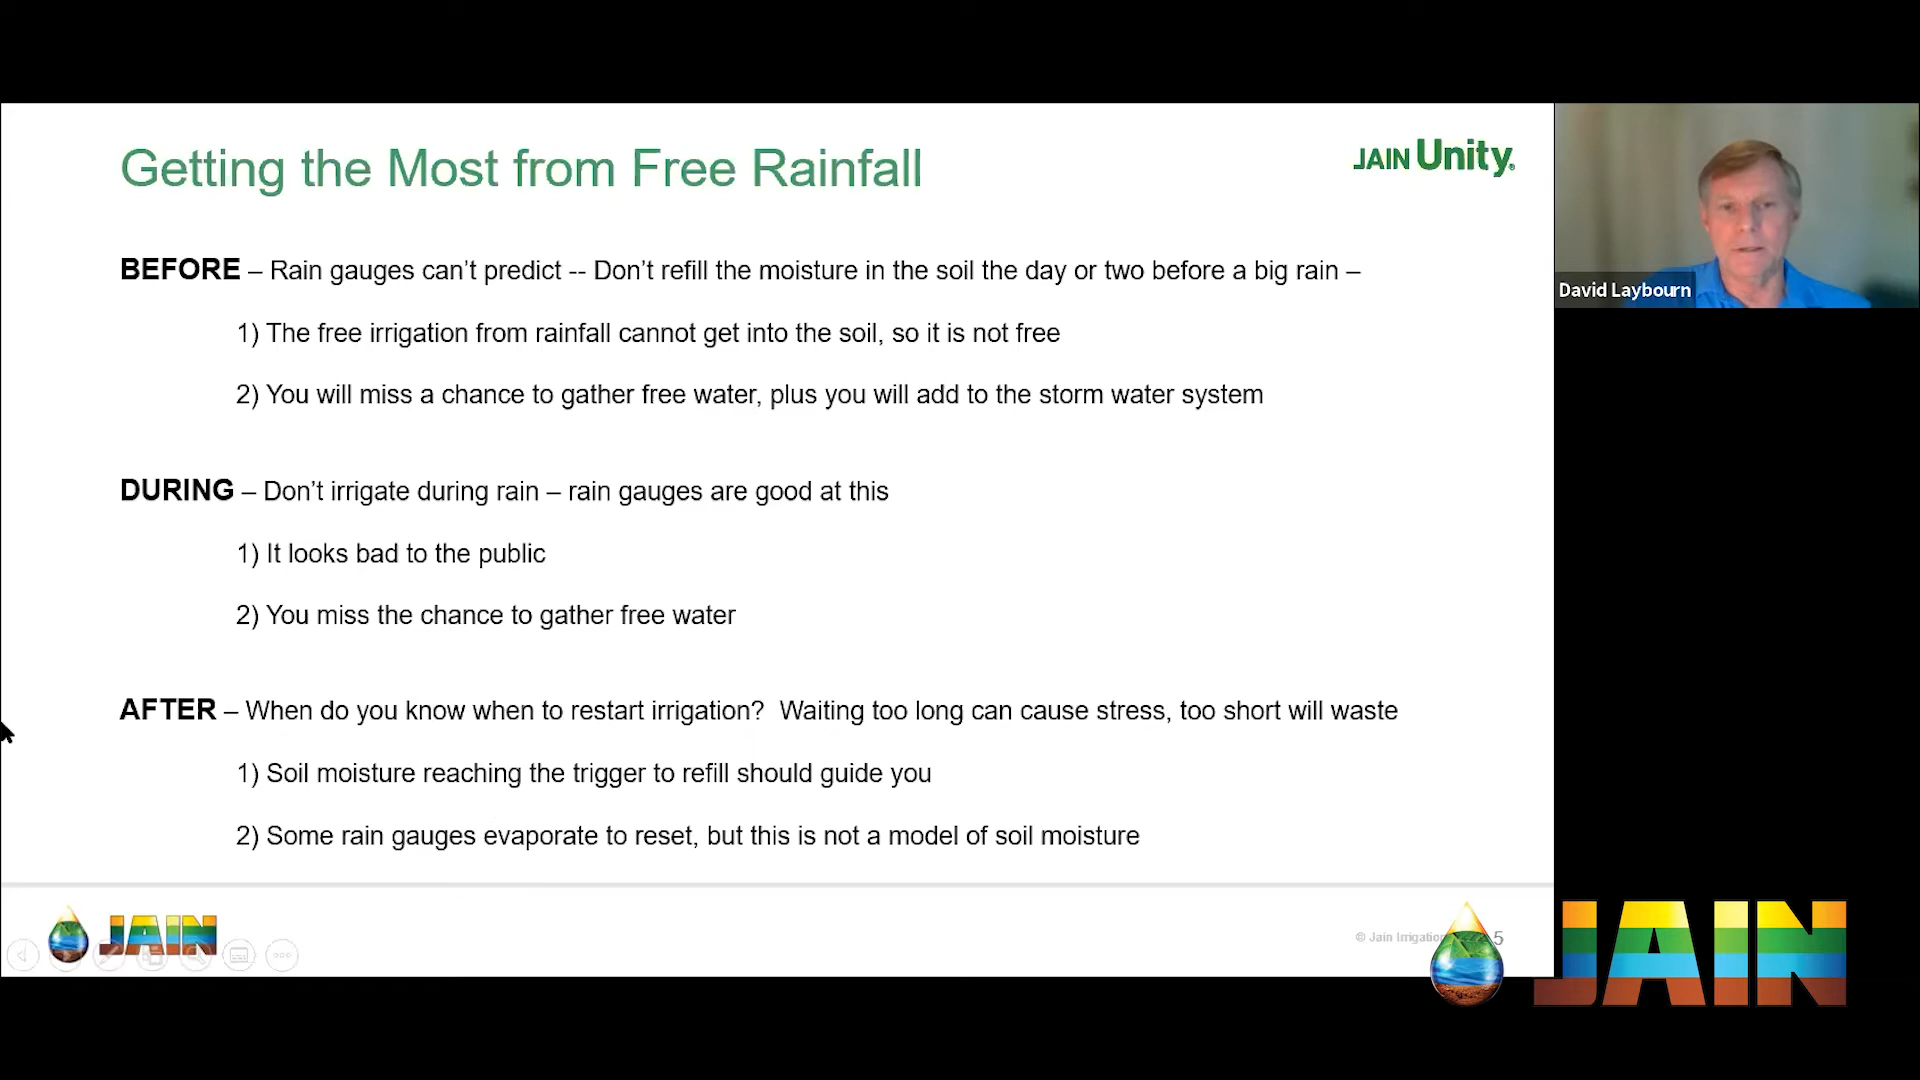 Getting the Most from Free Rainfall
JAIN Unity®
BEFORE – Rain gauges can’t predict -- Don’t refill the moisture in the soil the day or two before a big rain –
1) The free irrigation from rainfall cannot get into the soil, so it is not free
2) You will miss a chance to gather free water, plus you will add to the storm water system
DURING – Don’t irrigate during rain – rain gauges are good at this
1) It looks bad to the public
2) You miss the chance to gather free water
AFTER – When do you know when to restart irrigation?  Waiting too long can cause stress, too short will waste
1) Soil moisture reaching the trigger to refill should guide you
2) Some rain gauges evaporate to reset, but this is not a model of soil moisture
David Laybourn
JAIN
© Jain Irrigation
5
JAIN